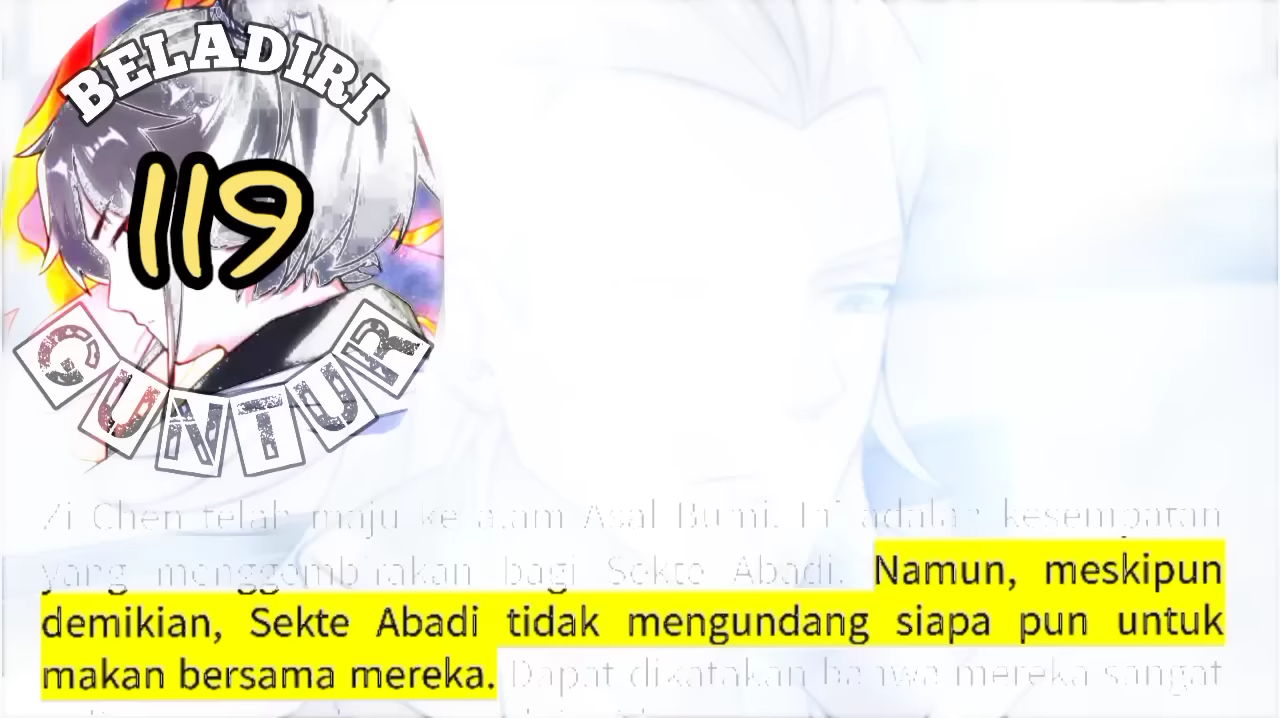 BELADIRI
119
GUNTUR
Zi Chen telah maju ke alam Asal Bumi. Ini adalah kesempatan
yang menggembirakan bagi Sekte Abadi. Namun, meskipun
demikian, Sekte Abadi tidak mengundang siapa pun untuk
makan bersama mereka. Dapat dikatakan bahwa mereka sangat